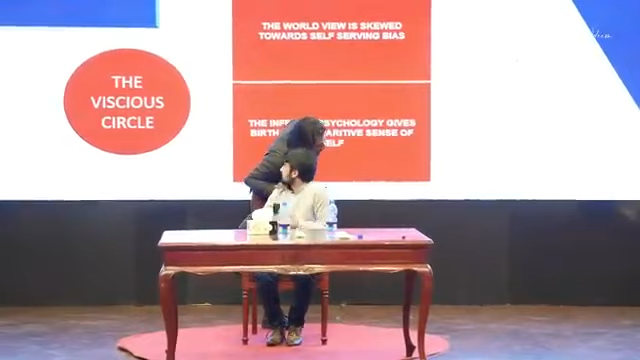 THE WORLD VIEW IS SKEWED
TOWARDS SELF SERVING BIAS
THE
VISCIOUS
CIRCLE
THE PSYCHOLOGY GIVES
BIRTH SENSE OF